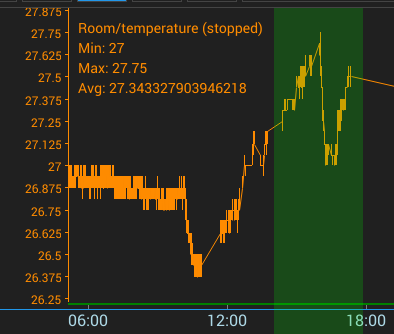 27.875
27.75
27.625
27.5
27.375
27.25
27.125
27
26.875
26.75
26.625
26.5
26.375
26.25
Room/temperature (stopped)
Min: 27
Max: 27.75
Avg: 27.343327903946218
06:00 12:00 18:00